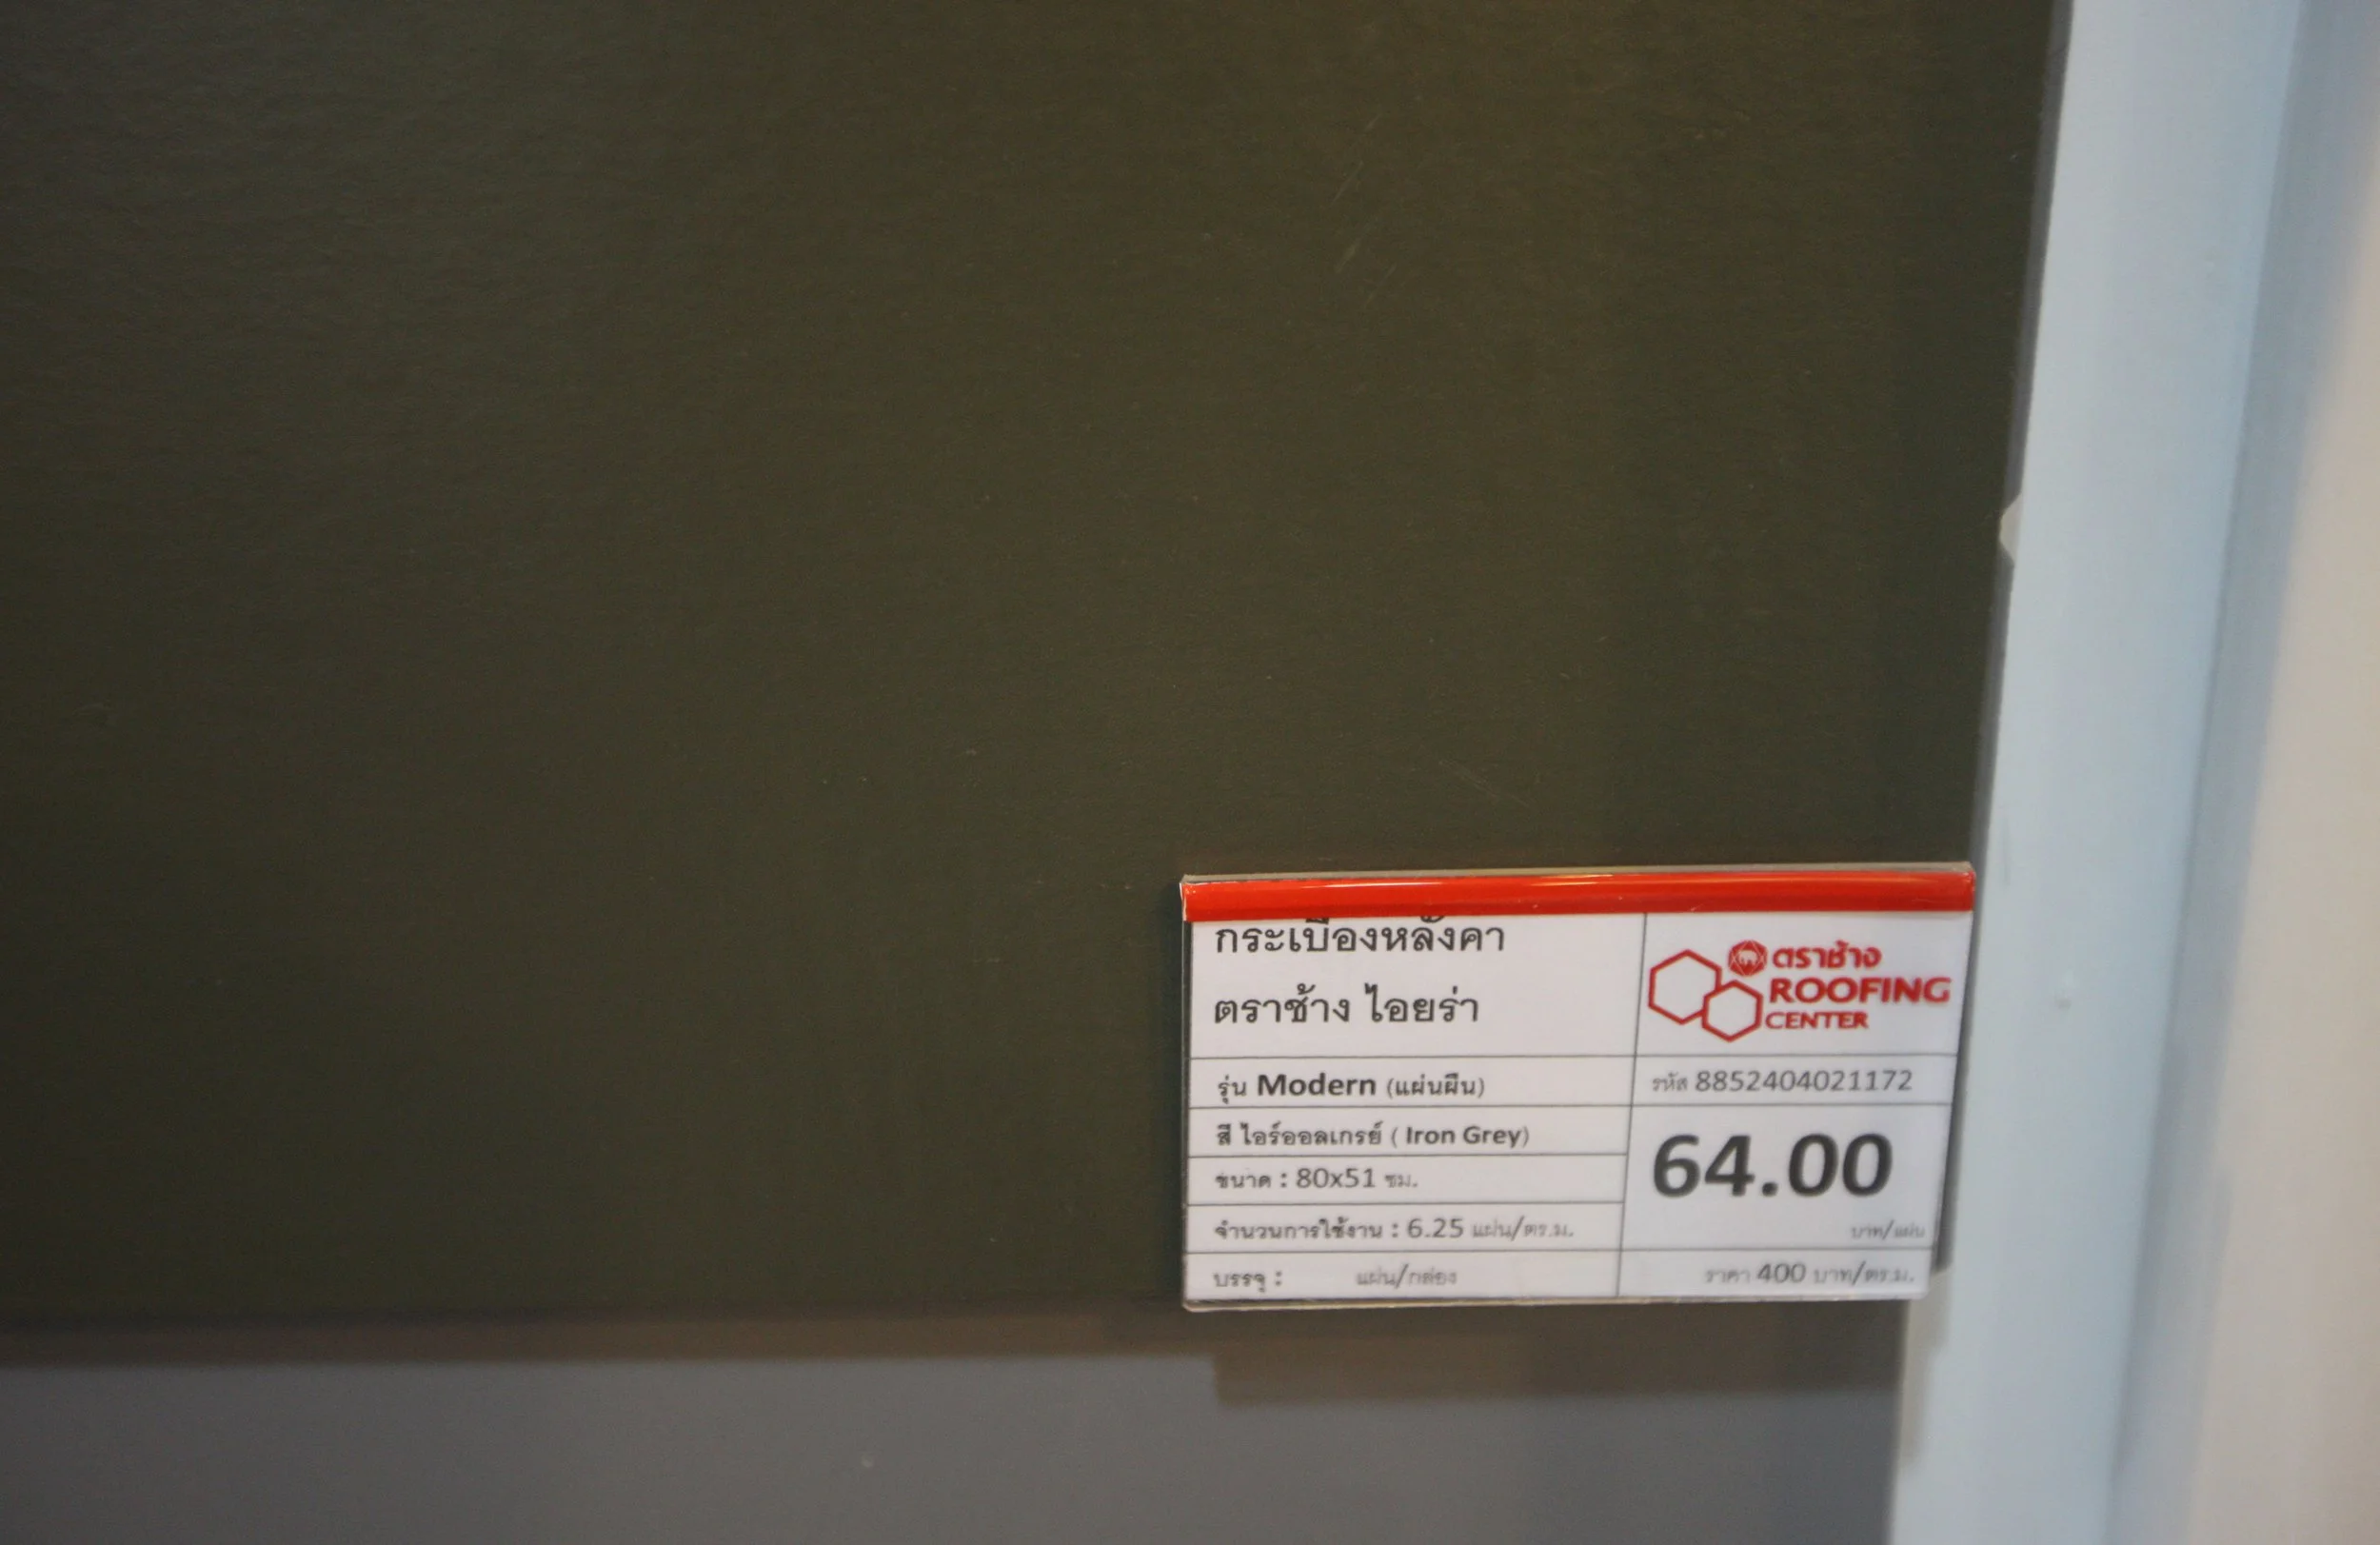 กระเบื้องหลังคา
ตราช้าง ไอยร่า
ตราช้าง
ROOFING
CENTER
รุ่น Modern (แผ่นผืน)
รหัส 8852404021172
สี ไอร์ออลเกรย์ ( Iron Grey)
64.00
บาท/แผ่น
ขนาด : 80x51 ซม.
จำนวนการใช้งาน : 6.25 แผ่น/ตร.ม.
บรรจุ : แผ่น/กล่อง
ราคา 400 บาท/ตร.ม.